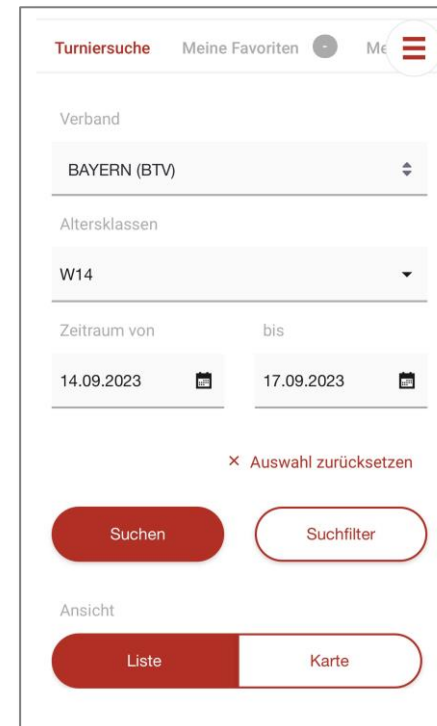 Turniersuche Meine Favoriten - Me
Verband
BAYERN (BTV)
Altersklassen
W14
Zeitraum von bis
14.09.2023 17.09.2023
× Auswahl zurücksetzen
Suchen Suchfilter
Ansicht
Liste Karte